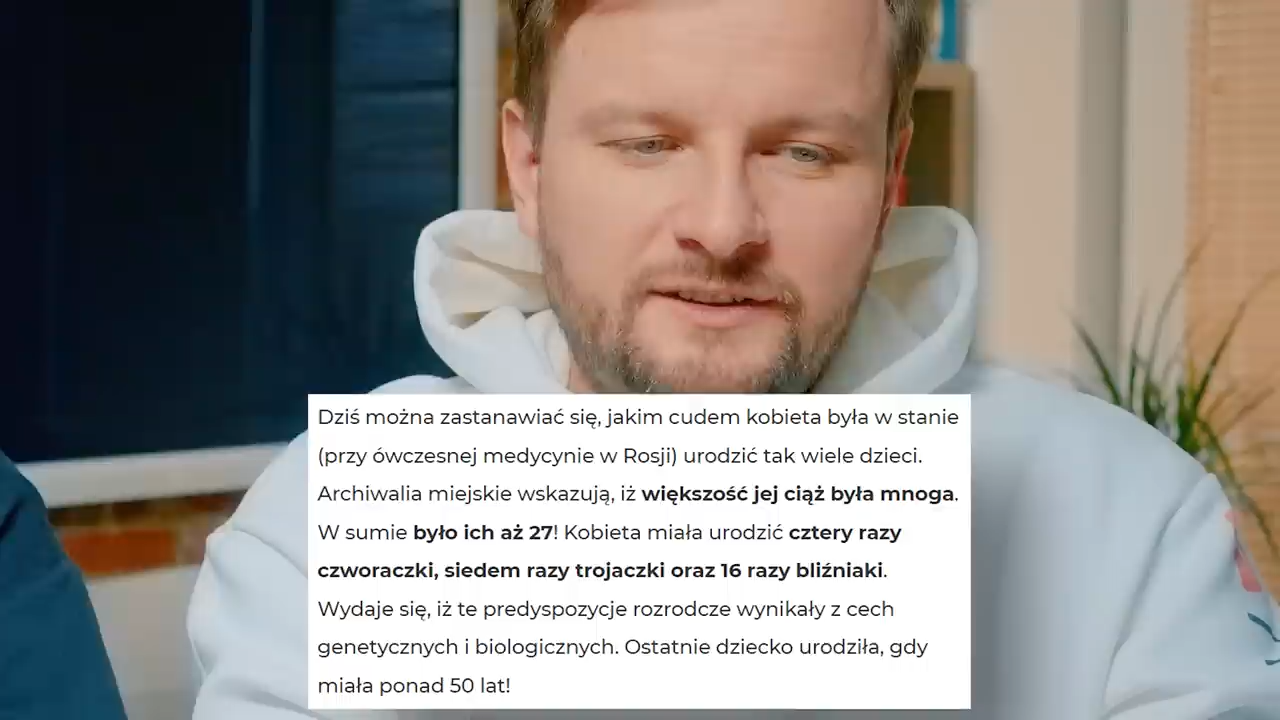 Dziś można zastanawiać się, jakim cudem kobieta była w stanie
(przy ówczesnej medycynie w Rosji) urodzić tak wiele dzieci.
Archiwalia miejskie wskazują, iż większość jej ciąż była mnoga.
W sumie było ich aż 27! Kobieta miała urodzić cztery razy
czworaczki, siedem razy trojaczki oraz 16 razy bliźniaki.
Wydaje się, iż te predyspozycje rozrodcze wynikały z cech
genetycznych i biologicznych. Ostatnie dziecko urodziła, gdy
miała ponad 50 lat!